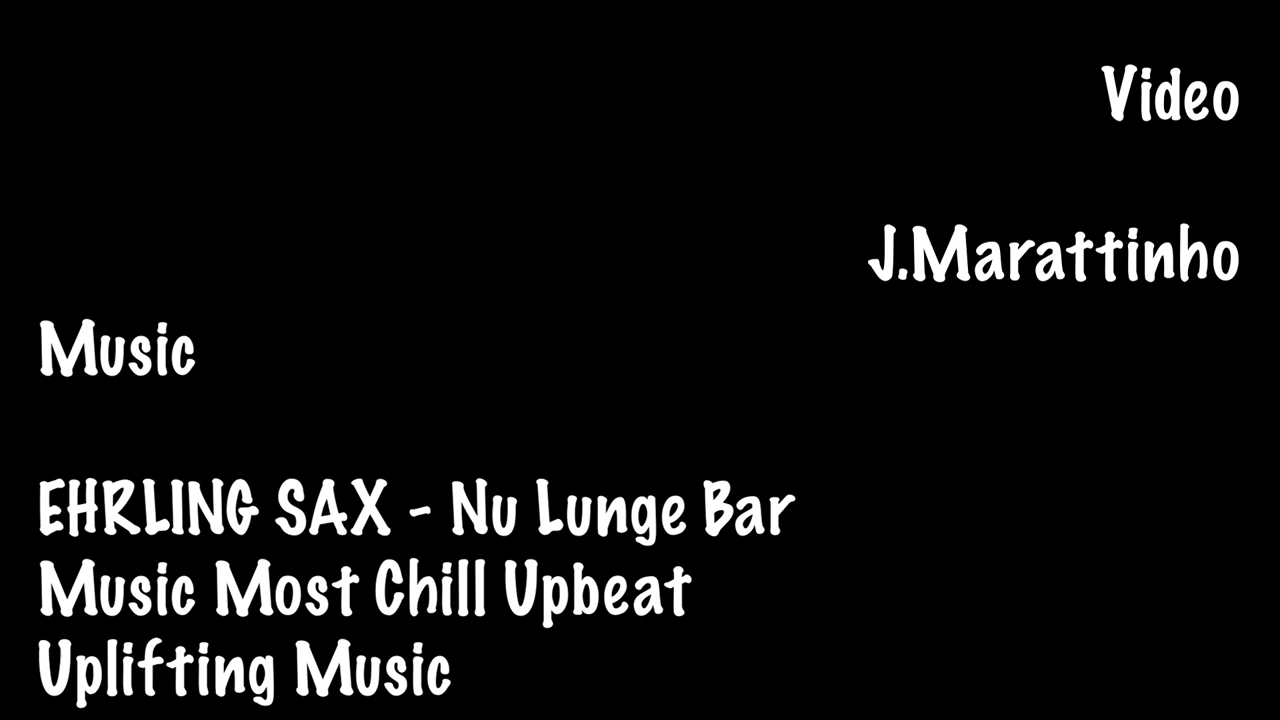 Video
J.Marattinho
Music
EHRLING SAX - Nu Lunge Bar
Music Most Chill Upbeat
Uplifting Music